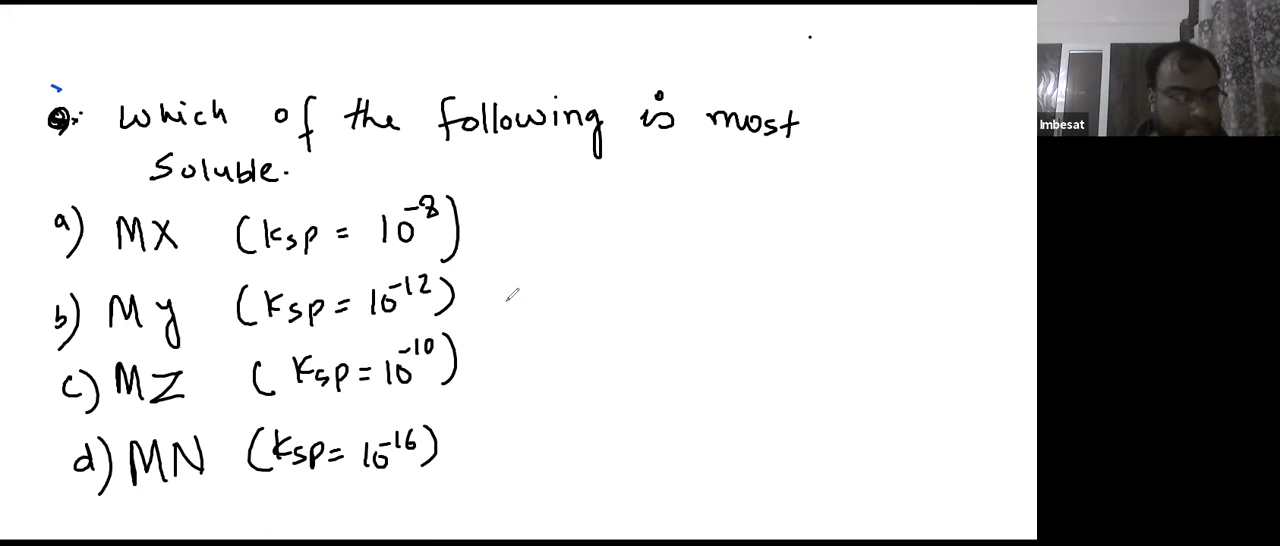 Q: Which of the following is most
Soluble.
a) MX (Ksp = 10^-8)
b) My (Ksp = 10^-12)
c) MZ (Ksp = 10^-10)
d) MN (Ksp = 10^-16)
Imbesat